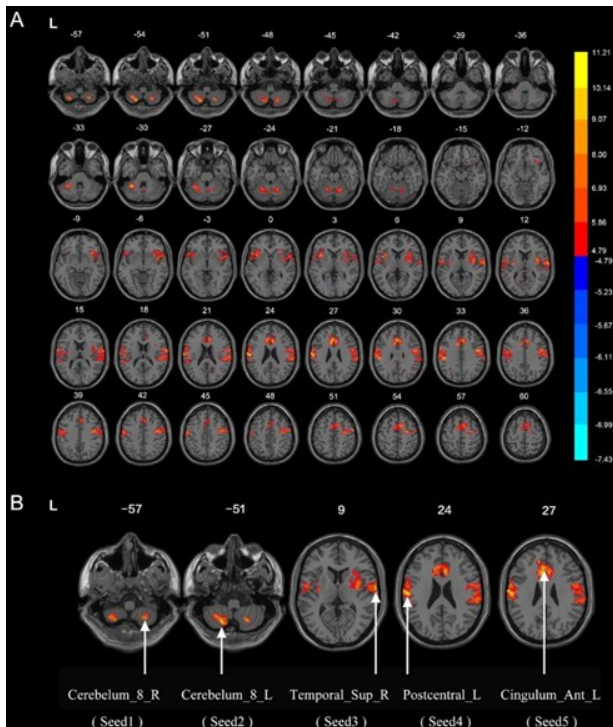 A
L
-57 -54 -51 -48 -45 -42 -39 -36
-33 -30 -27 -24 -21 -18 -15 -12
-9 -6 -3 0 3 6 9 12
15 18 21 24 27 30 33 36
39 42 45 48 51 54 57 60
11.21
10.14
9.07
8.00
6.93
5.86
4.79
-4.79
-5.23
-5.67
-6.11
-6.55
-6.99
-7.43
B
L
-57 -51 9 24 27
Cerebelum_8_R Cerebelum_8_L Temporal_Sup_R Postcentral_L Cingulum_Ant_L
( Seed1 ) ( Seed2 ) ( Seed3 ) ( Seed4 ) ( Seed5 )